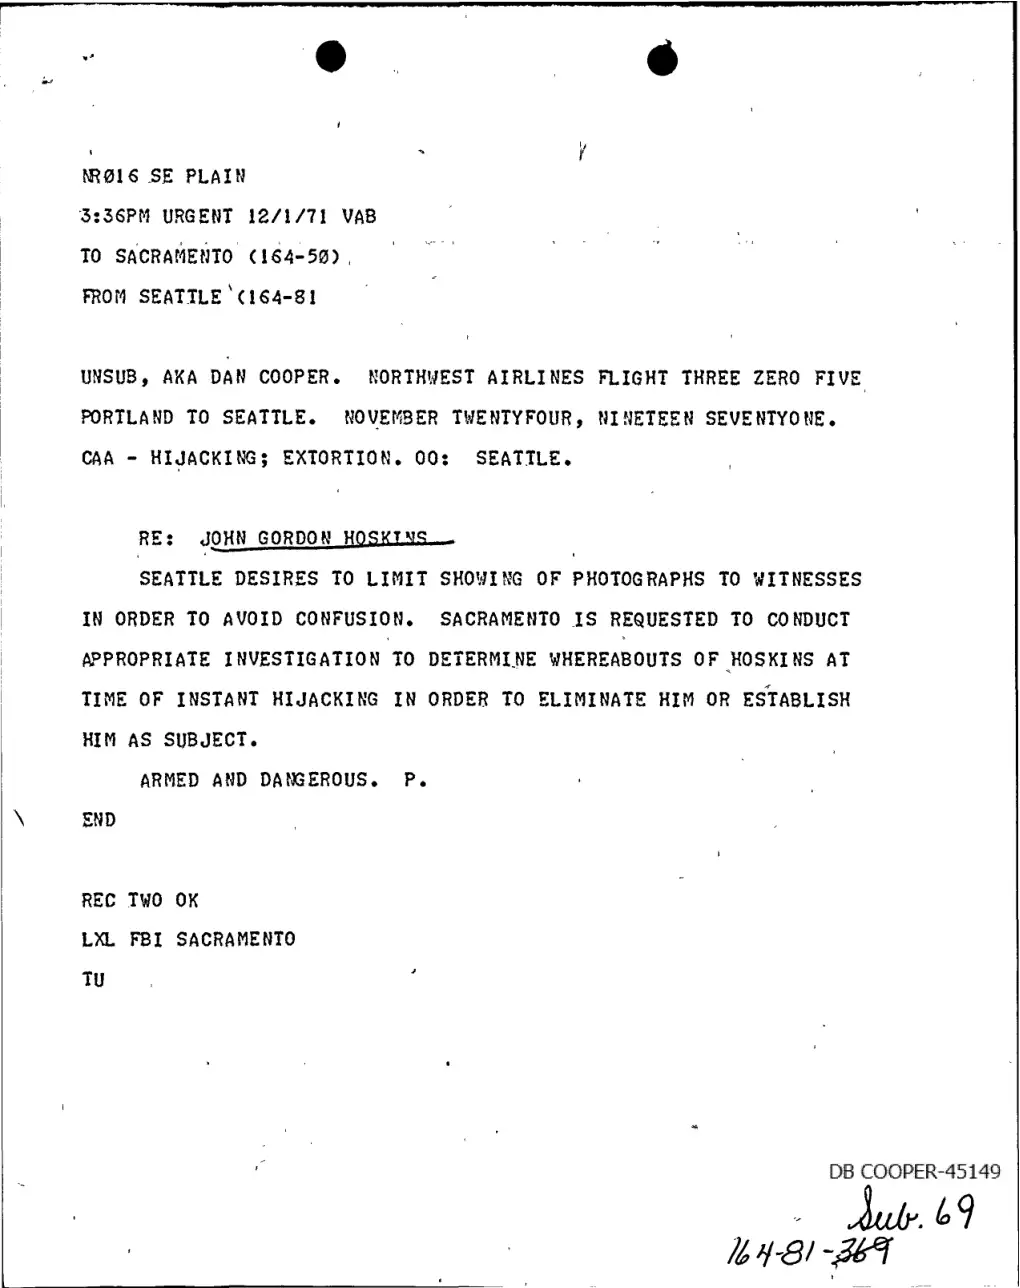 NR016 SE PLAIN
3:36PM URGENT 12/1/71 VAB
TO SACRAMENTO (164-50)
FROM SEATTLE (164-81
UNSUB, AKA DAN COOPER. NORTHWEST AIRLINES FLIGHT THREE ZERO FIVE
PORTLAND TO SEATTLE. NOVEMBER TWENTYFOUR, NINETEEN SEVENTYONE.
CAA - HIJACKING; EXTORTION. OO: SEATTLE.
RE: JOHN GORDON HOSKINS
SEATTLE DESIRES TO LIMIT SHOWING OF PHOTOGRAPHS TO WITNESSES
IN ORDER TO AVOID CONFUSION. SACRAMENTO IS REQUESTED TO CONDUCT
APPROPRIATE INVESTIGATION TO DETERMINE WHEREABOUTS OF HOSKINS AT
TIME OF INSTANT HIJACKING IN ORDER TO ELIMINATE HIM OR ESTABLISH
HIM AS SUBJECT.
ARMED AND DANGEROUS. P.
END
REC TWO OK
LXL FBI SACRAMENTO
TU
DB COOPER-45149
Sub. 69
164-81-369